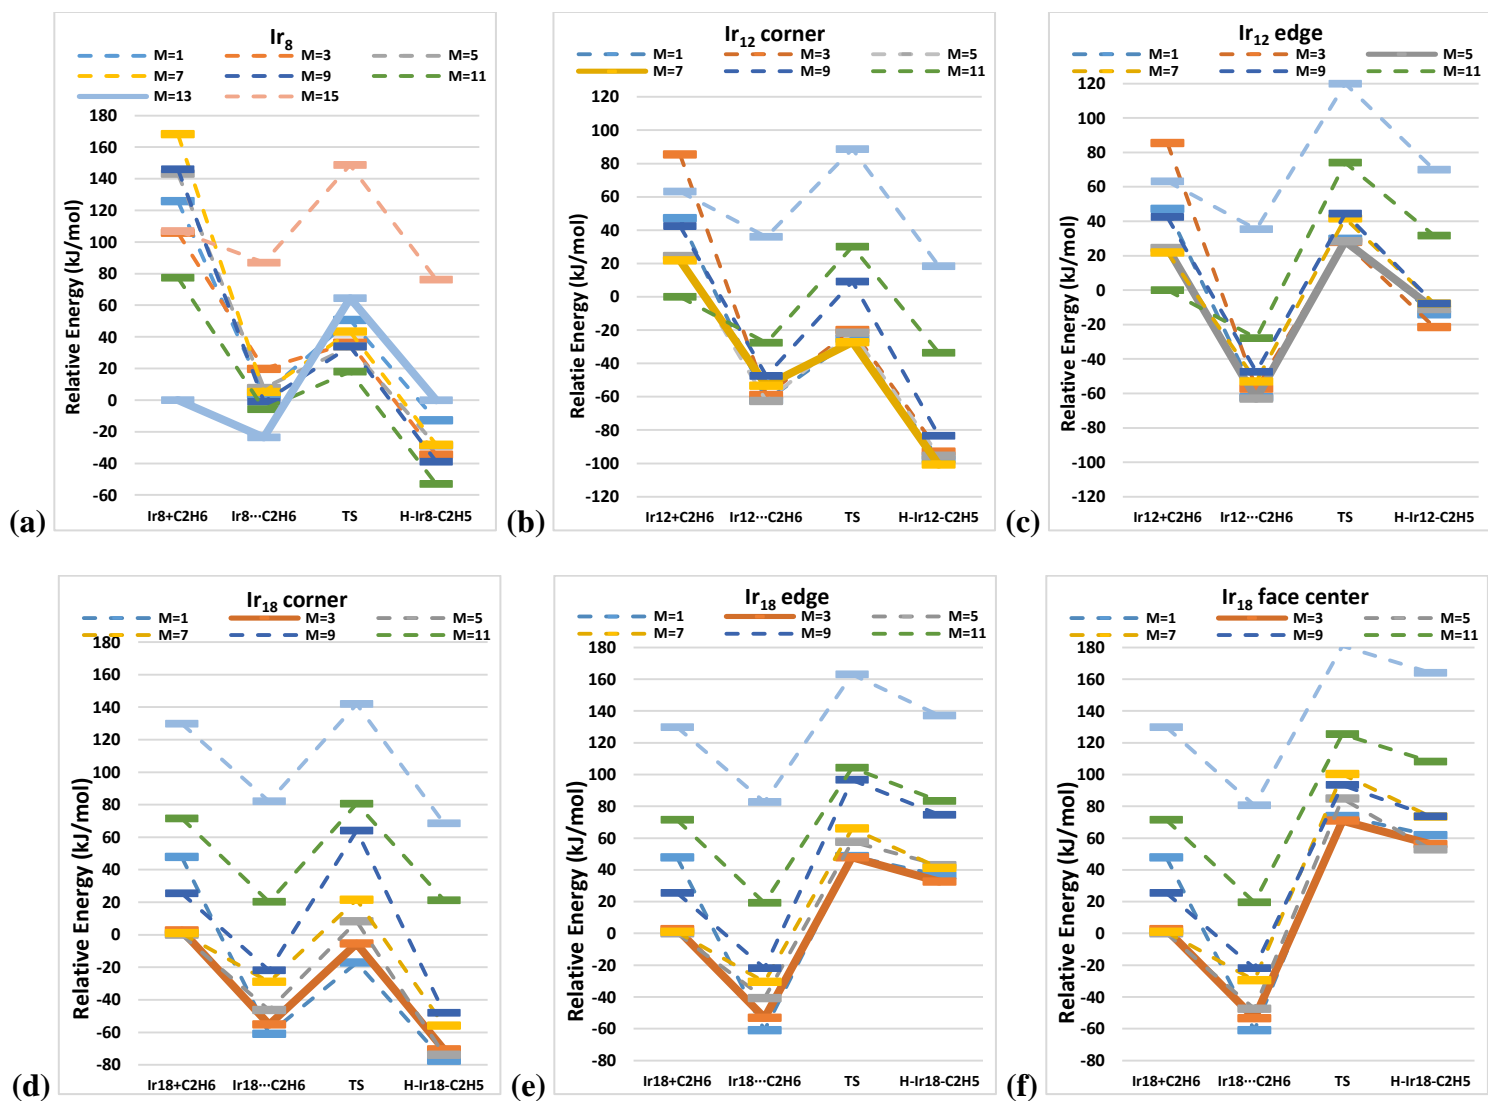 Ir8
M=1 M=3 M=5
M=7 M=9 M=11
M=13 M=15
Relative Energy (kJ/mol)
180
160
140
120
100
80
60
40
20
0
-20
-40
-60
Ir8+C2H6 Ir8···C2H6 TS H-Ir8-C2H5
(a)
Ir12 corner
M=1 M=3 M=5
M=7 M=9 M=11
Relatie Energy (kJ/mol)
120
100
80
60
40
20
0
-20
-40
-60
-80
-100
-120
Ir12+C2H6 Ir12···C2H6 TS H-Ir12-C2H5
(b)
Ir12 edge
M=1 M=3 M=5
M=7 M=9 M=11
Relative Energy (kJ/mol)
120
100
80
60
40
20
0
-20
-40
-60
-80
-100
-120
Ir12+C2H6 Ir12···C2H6 TS H-Ir12-C2H5
(c)
Ir18 corner
M=1 M=3 M=5
M=7 M=9 M=11
Relative Energy (kJ/mol)
180
160
140
120
100
80
60
40
20
0
-20
-40
-60
-80
Ir18+C2H6 Ir18···C2H6 TS H-Ir18-C2H5
(d)
Ir18 edge
M=1 M=3 M=5
M=7 M=9 M=11
Relative Energy (kJ/mol)
180
160
140
120
100
80
60
40
20
0
-20
-40
-60
-80
Ir18+C2H6 Ir18···C2H6 TS H-Ir18-C2H5
(e)
Ir18 face center
M=1 M=3 M=5
M=7 M=9 M=11
Relative Energy (kJ/mol)
180
160
140
120
100
80
60
40
20
0
-20
-40
-60
-80
Ir18+C2H6 Ir18···C2H6 TS H-Ir18-C2H5
(f)